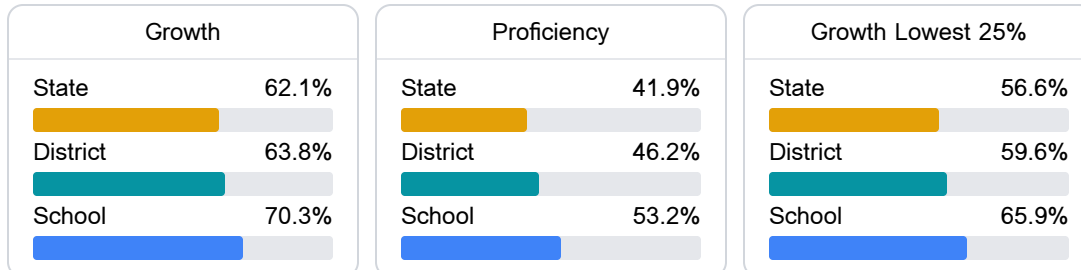 Growth
State 62.1%
District 63.8%
School 70.3%
Proficiency
State 41.9%
District 46.2%
School 53.2%
Growth Lowest 25%
State 56.6%
District 59.6%
School 65.9%